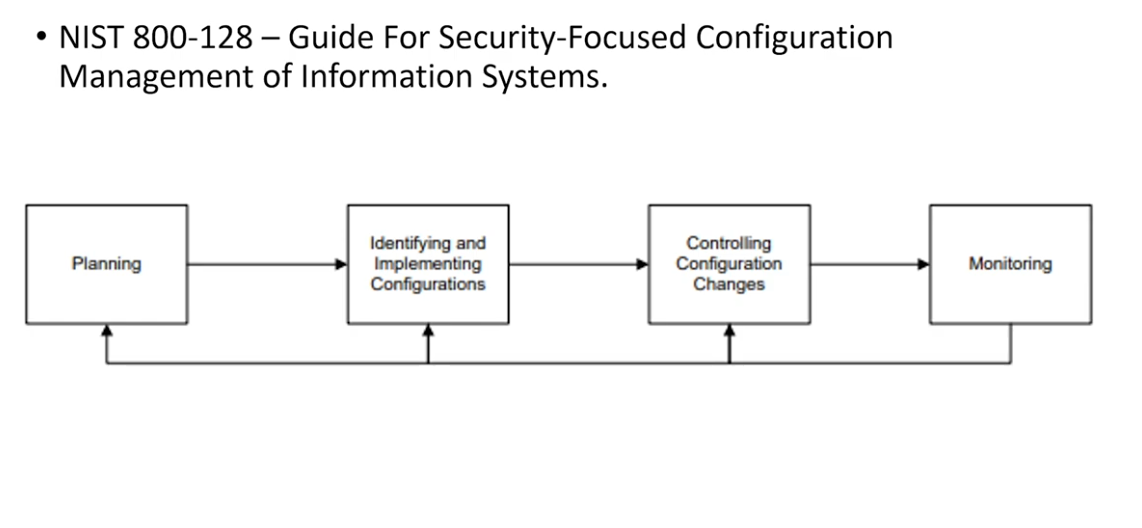 • NIST 800-128 – Guide For Security-Focused Configuration
Management of Information Systems.
Planning
Identifying and
Implementing
Configurations
Controlling
Configuration
Changes
Monitoring